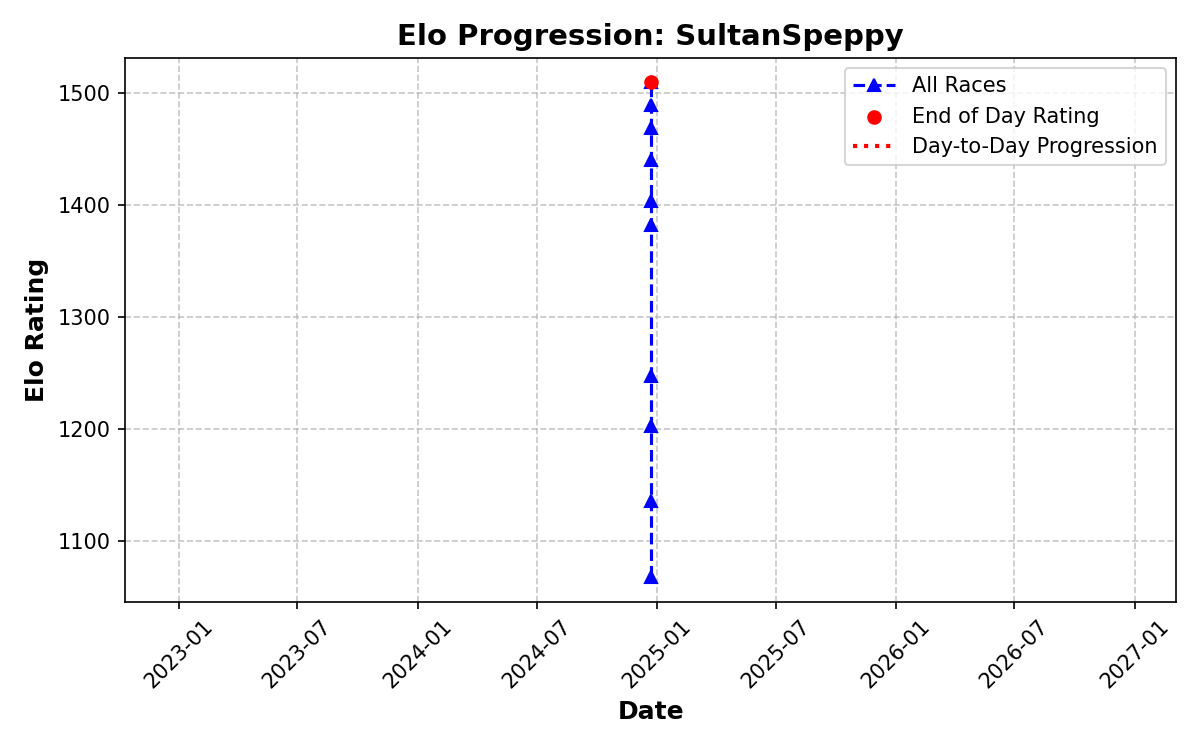 Elo Progression: SultanSpeppy
All Races
End of Day Rating
Day-to-Day Progression
Elo Rating
1500
1400
1300
1200
1100
2023-01
2023-07
2024-01
2024-07
2025-01
2025-07
2026-01
2026-07
2027-01
Date